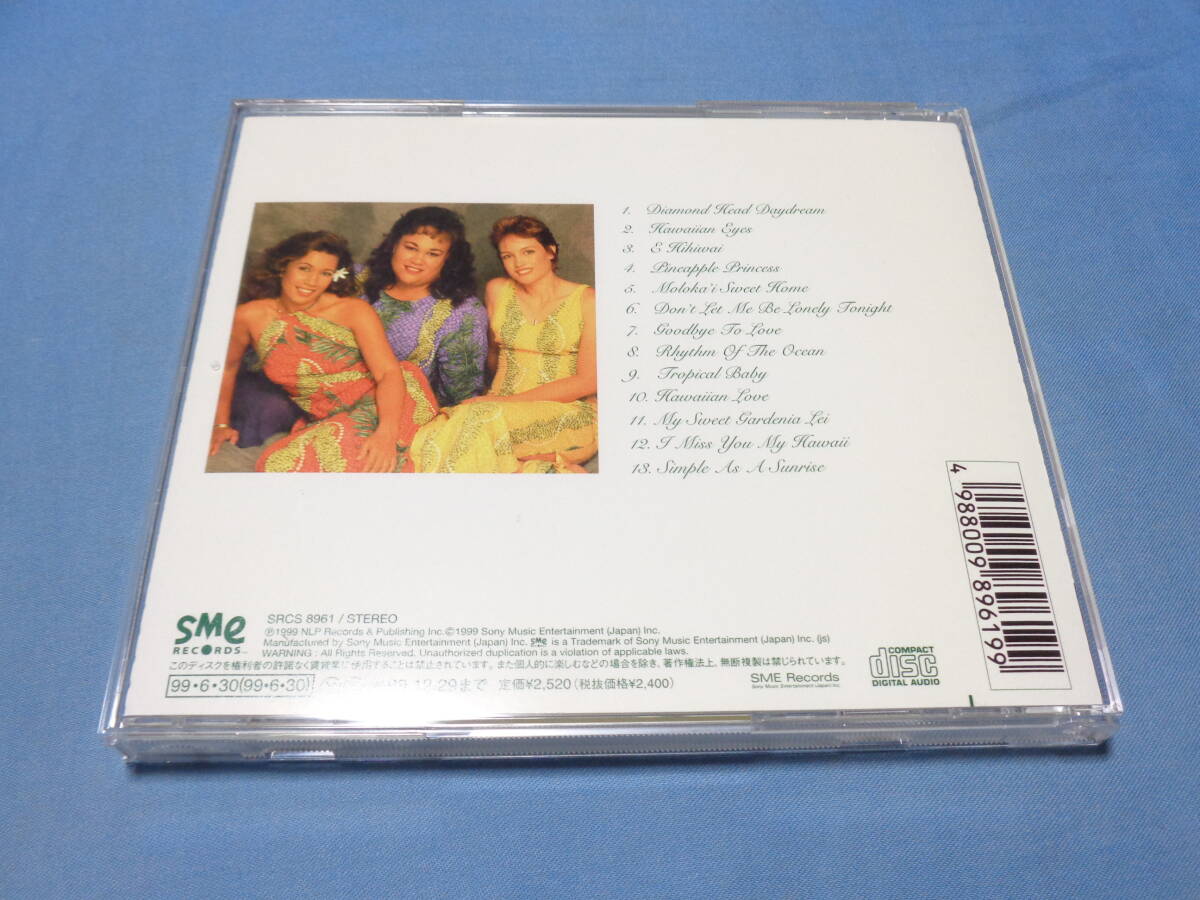 1. Diamond Head Daydream
2. Hawaiian Eyes
3. E Hihiwai
4. Pineapple Princess
5. Moloka'i Sweet Home
6. Don't Let Me Be Lonely Tonight
7. Goodbye To Love
8. Rhythm Of The Ocean
9. Tropical Baby
10. Hawaiian Love
11. My Sweet Gardenia Lei
12. I Miss You My Hawaii
13. Simple As A Sunrise
4 988009 896199
SMe
RECORDS
SRCS 8961 / STEREO
℗1999 NLP Records & Publishing Inc.©1999 Sony Music Entertainment (Japan) Inc.
Manufactured by Sony Music Entertainment (Japan) Inc. SMe is a Trademark of Sony Music Entertainment (Japan) Inc. (js)
WARNING : All Rights Reserved. Unauthorized duplication is a violation of applicable laws.
このディスクを権利者の許諾なく賃貸業に使用することは禁止されています。また個人的に楽しむなどの場合を除き、著作権法上、無断複製は禁じられています。
99・6・30(99・6・30) 99.12.29まで 定価¥2,520(税抜価格¥2,400)
SME Records
Sony Music Entertainment (Japan) Inc.
COMPACT
disc
DIGITAL AUDIO